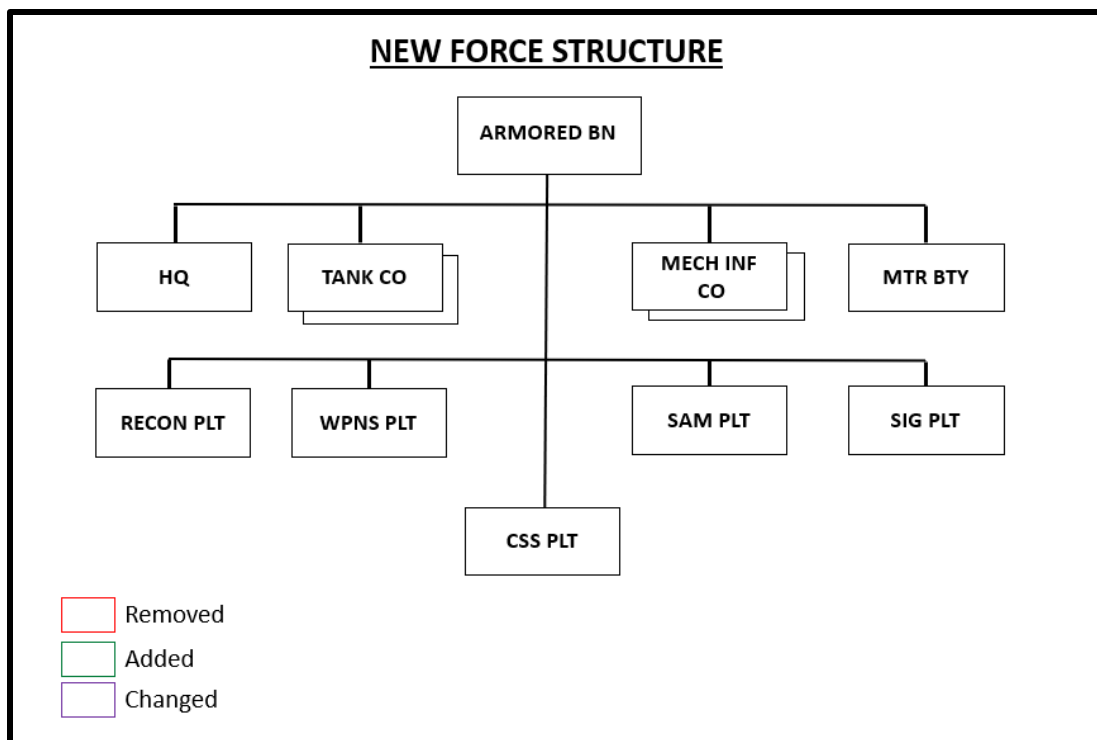 NEW FORCE STRUCTURE
ARMORED BN
HQ
TANK CO
MECH INF
CO
MTR BTY
RECON PLT
WPNS PLT
SAM PLT
SIG PLT
CSS PLT
Removed
Added
Changed